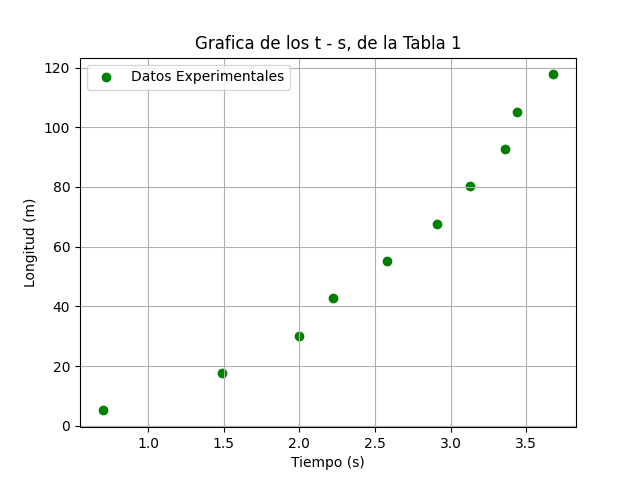 Grafica de los t - s, de la Tabla 1
Datos Experimentales
120
100
80
60
40
20
0
Longitud (m)
1.0 1.5 2.0 2.5 3.0 3.5
Tiempo (s)